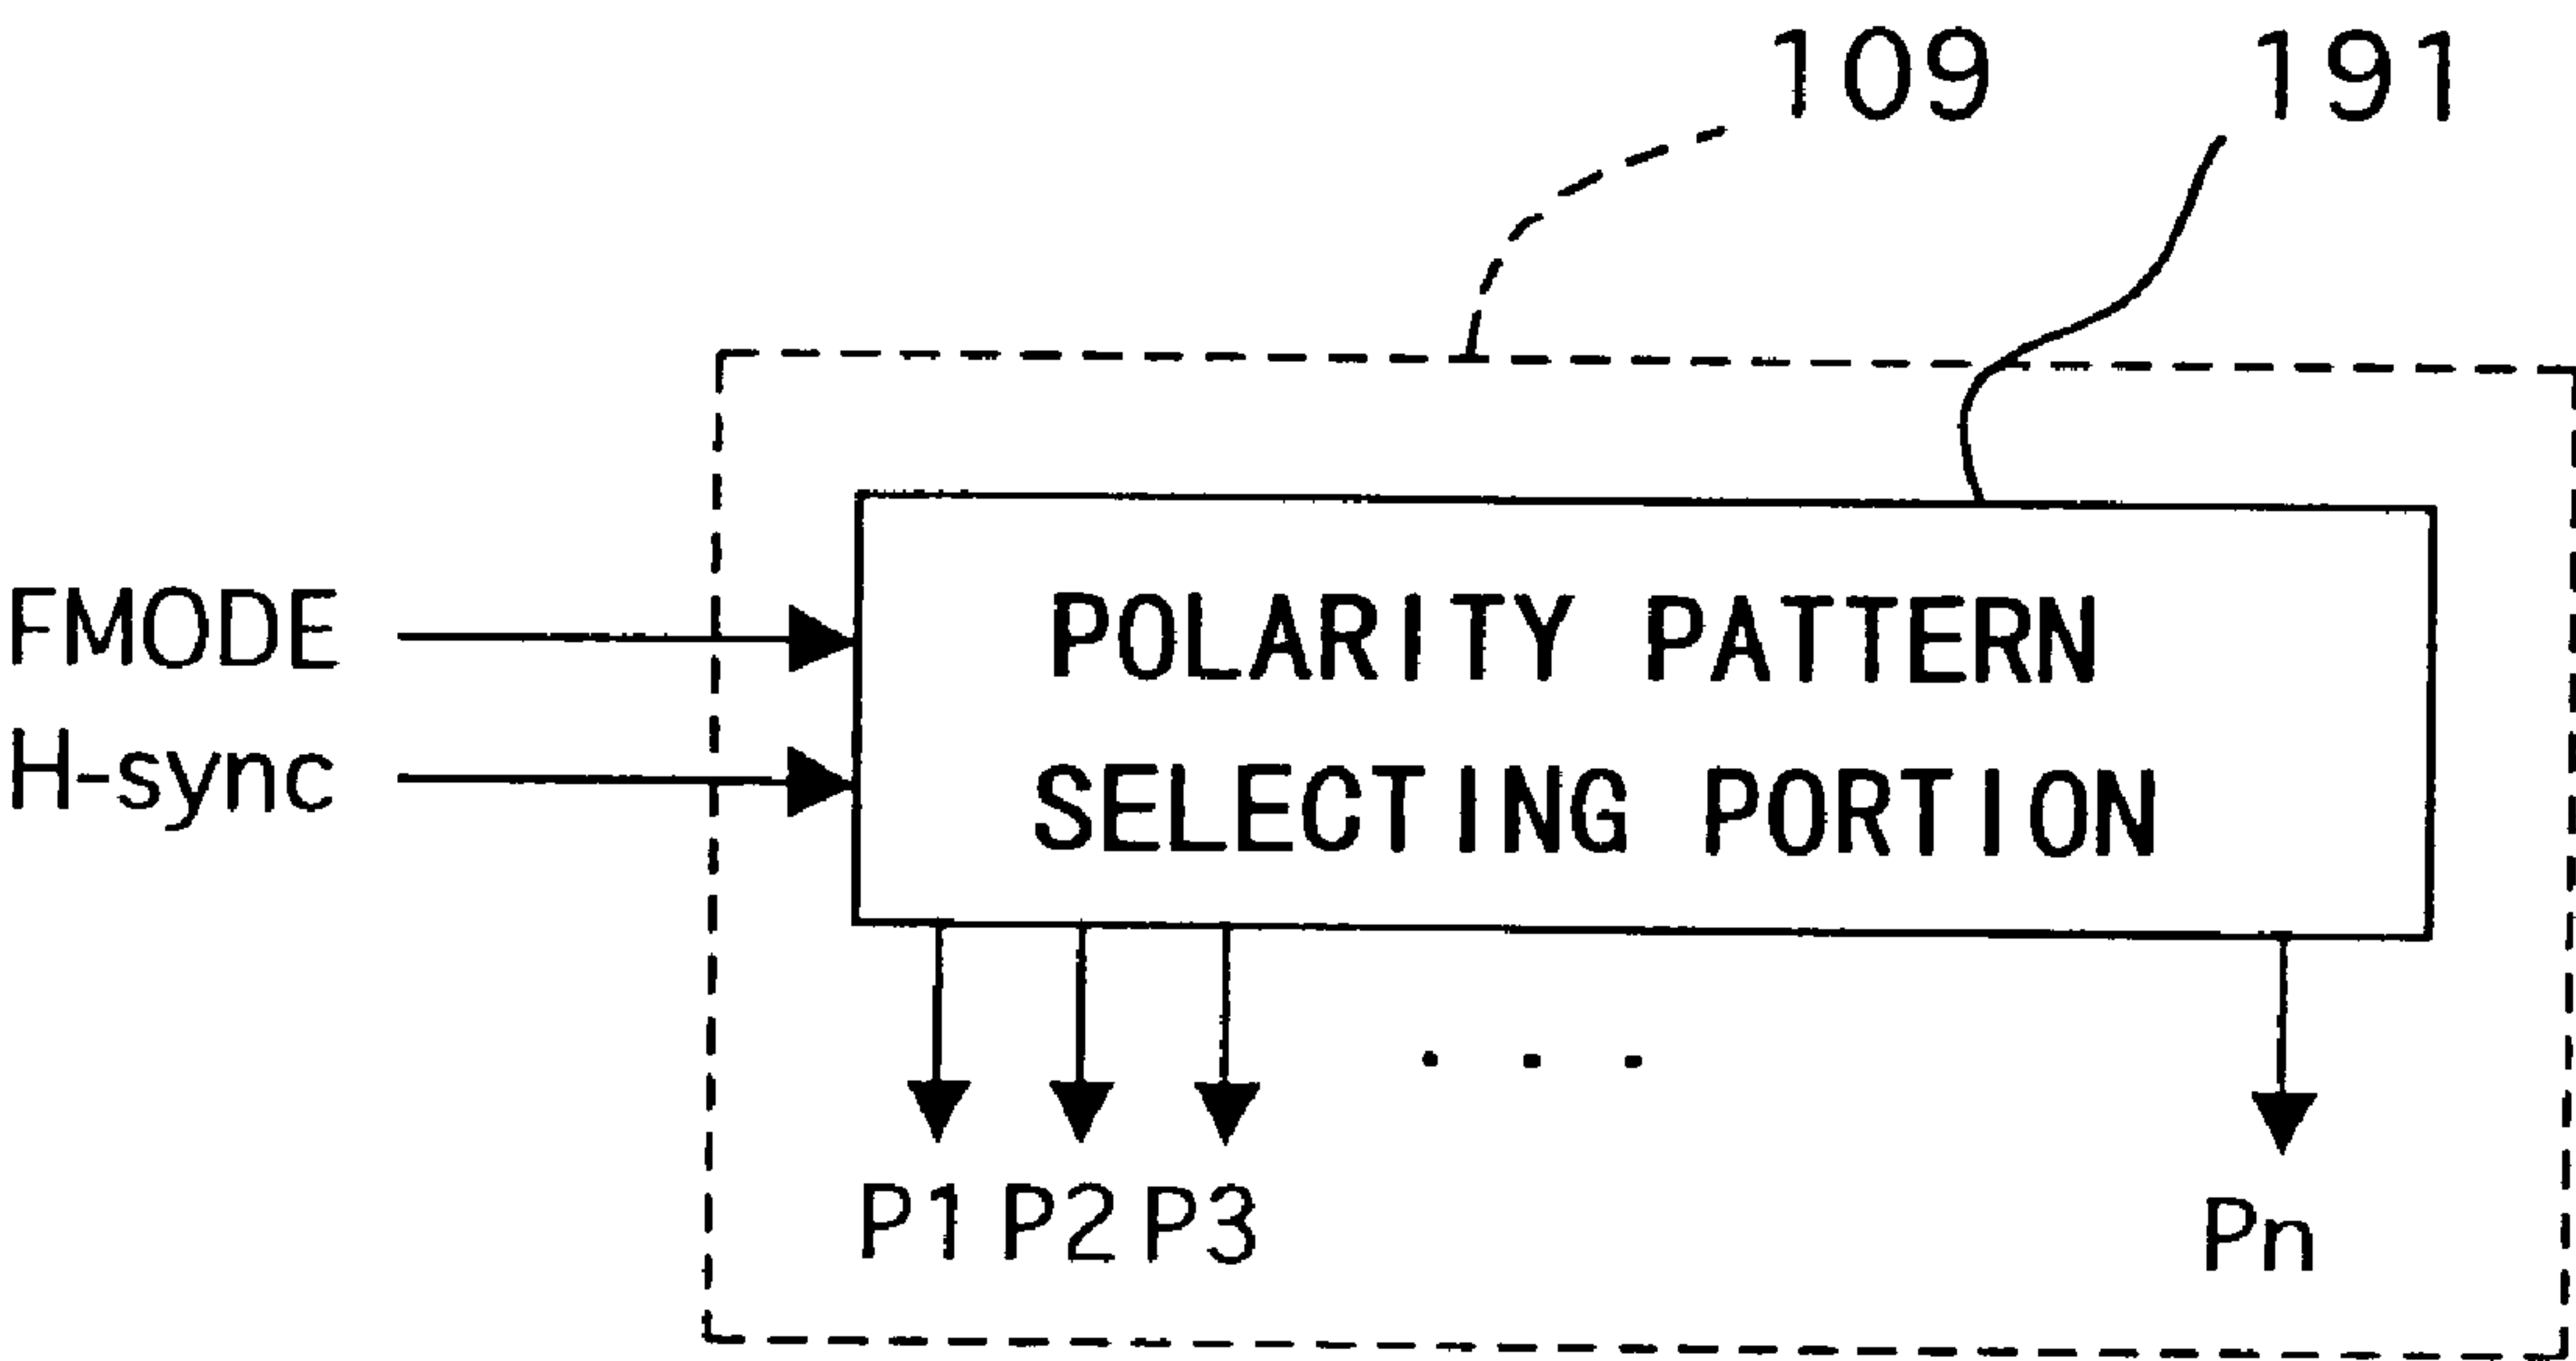 109 191
FMODE
H-sync
POLARITY PATTERN
SELECTING PORTION
. . .
P1 P2 P3 Pn